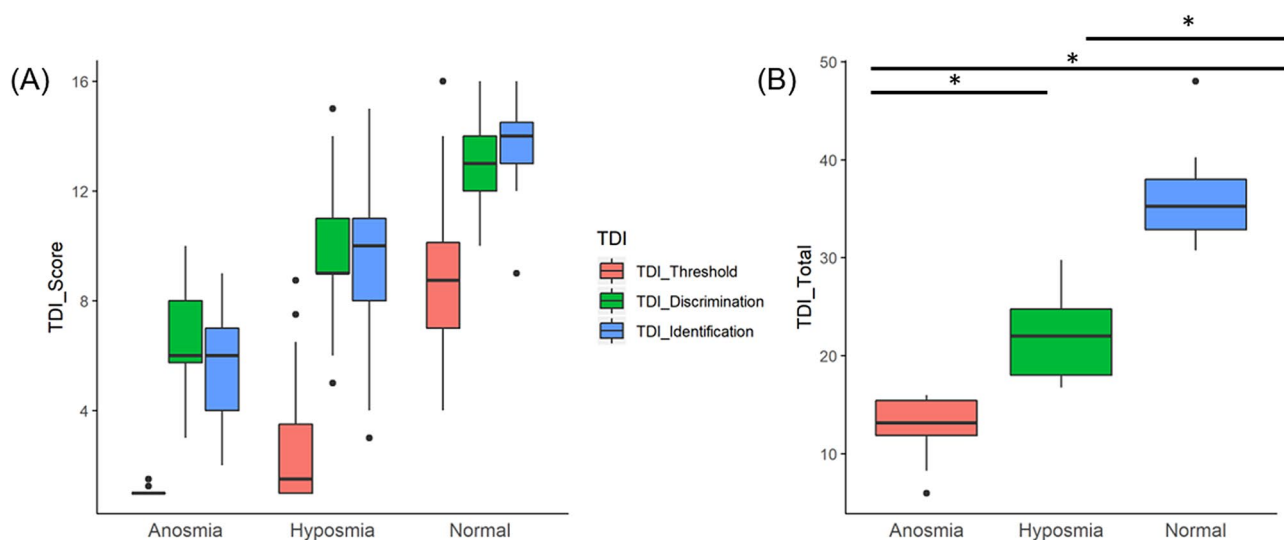 (A)
TDI_Score
16
12
8
4
Anosmia Hyposmia Normal
TDI
TDI_Threshold
TDI_Discrimination
TDI_Identification
(B)
* 
*
*
TDI_Total
50
40
30
20
10
Anosmia Hyposmia Normal